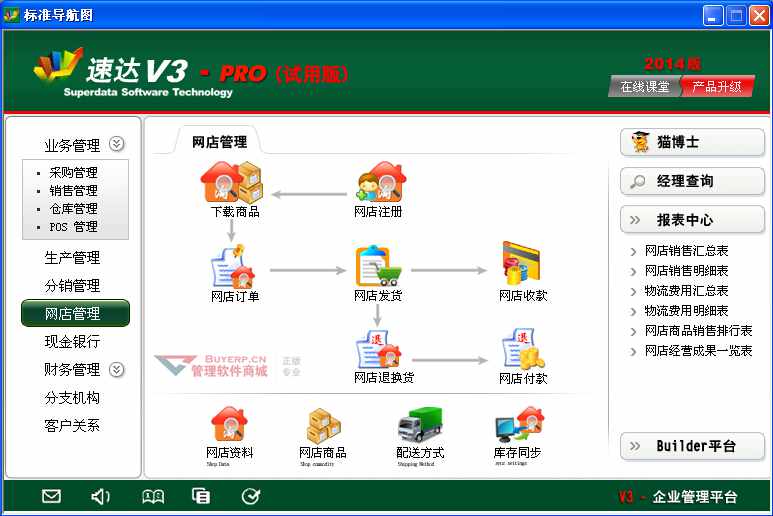 标准导航图
速达V3 - PRO (试用版)
Superdata Software Technology
2014版
在线课堂 产品升级
业务管理
采购管理
销售管理
仓库管理
POS 管理
生产管理
分销管理
网店管理
现金银行
财务管理
分支机构
客户关系
网店管理
下载商品
网店注册
网店订单
网店发货
网店收款
退
网店退换货
退
网店付款
BUYERP.CN
管理软件商城
正版
专业
网店资料
Shop Data
网店商品
Shop commodity
配送方式
Shipping Method
库存同步
sync settings
猫博士
经理查询
报表中心
网店销售汇总表
网店销售明细表
物流费用汇总表
物流费用明细表
网店商品销售排行表
网店经营成果一览表
Builder平台
V3 - 企业管理平台